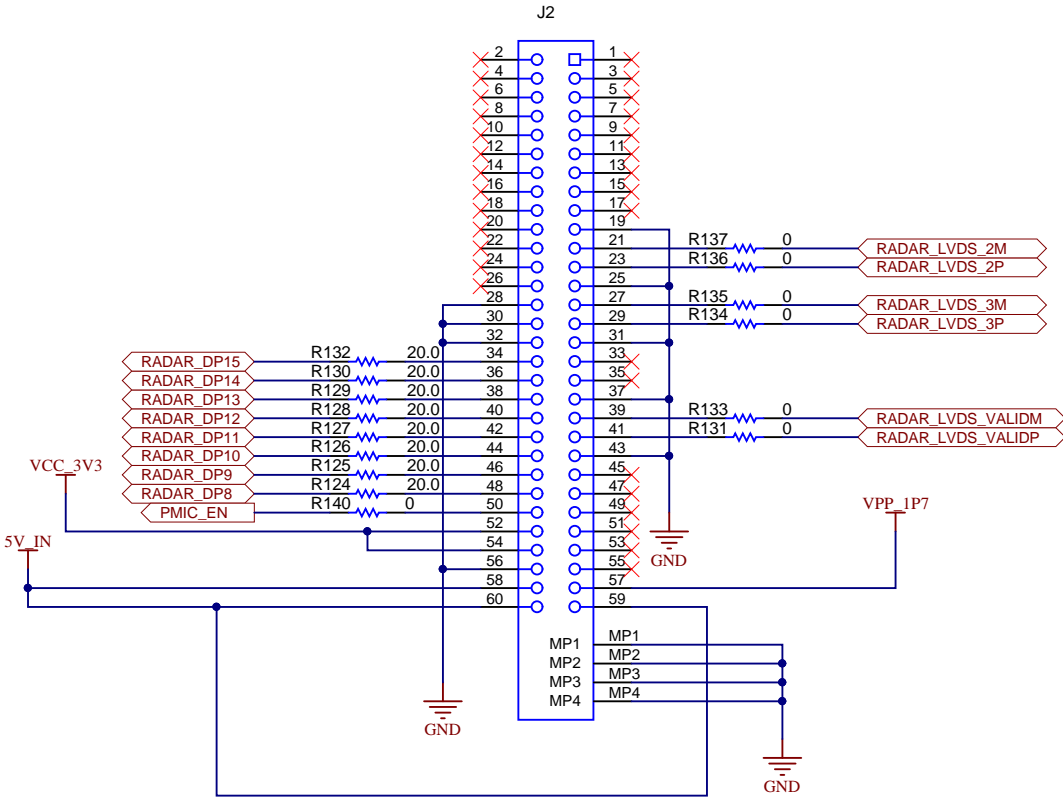 J2
2 1
4 3
6 5
8 7
10 9
12 11
14 13
16 15
18 17
20 19
22 21 R137 0 RADAR_LVDS_2M
24 23 R136 0 RADAR_LVDS_2P
26 25
28 27 R135 0 RADAR_LVDS_3M
30 29 R134 0 RADAR_LVDS_3P
32 31
RADAR_DP15 R132 20.0 34 33
RADAR_DP14 R130 20.0 36 35
RADAR_DP13 R129 20.0 38 37
RADAR_DP12 R128 20.0 40 39 R133 0 RADAR_LVDS_VALIDM
RADAR_DP11 R127 20.0 42 41 R131 0 RADAR_LVDS_VALIDP
RADAR_DP10 R126 20.0 44 43
VCC_3V3
RADAR_DP9 R125 20.0 46 45
RADAR_DP8 R124 20.0 48 47
PMIC_EN R140 0 50 49
VPP_1P7
52 51
5V_IN
54 53
GND
56 55
58 57
60 59
MP1 MP1
MP2 MP2
MP3 MP3
MP4 MP4
GND
GND